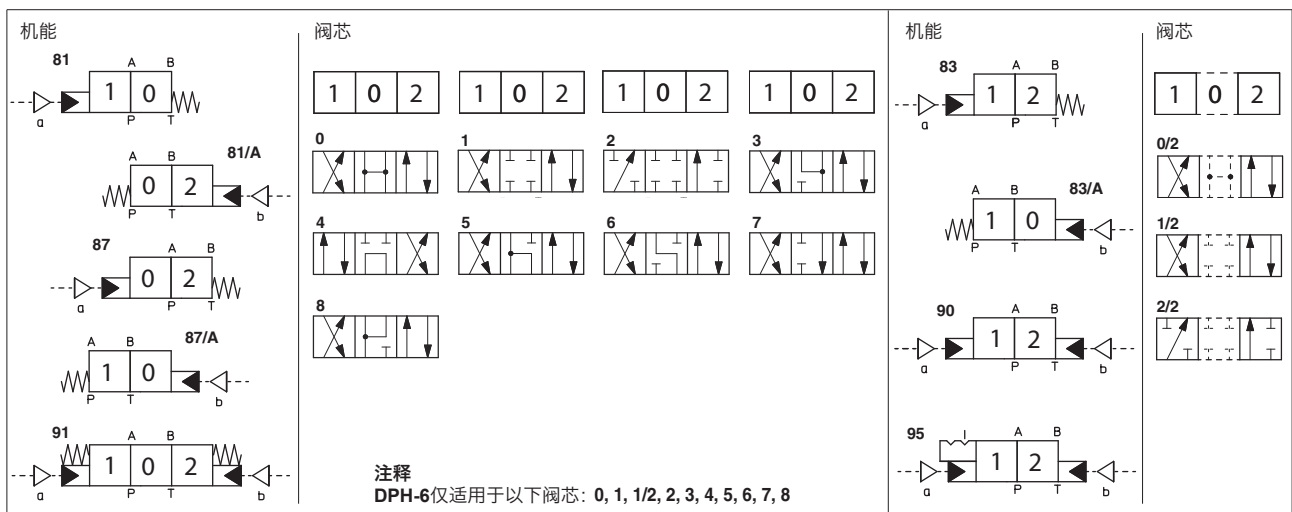 机能
阀芯
机能
阀芯
81
A B
1 0
a
P T
81/A
A B
0 2
P T
b
87
A B
0 2
a
P T
87/A
A B
1 0
P T
b
91
A B
1 0 2
a
P T
b
1 0 2
1 0 2
1 0 2
1 0 2
0
1
2
3
4
5
6
7
8
注释
DPH-6仅适用于以下阀芯: 0, 1, 1/2, 2, 3, 4, 5, 6, 7, 8
83
A B
1 2
a
P T
83/A
A B
1 0
P T
b
90
A B
1 2
a
P T
b
95
I
A B
1 2
a
P T
b
1 0 2
0/2
1/2
2/2